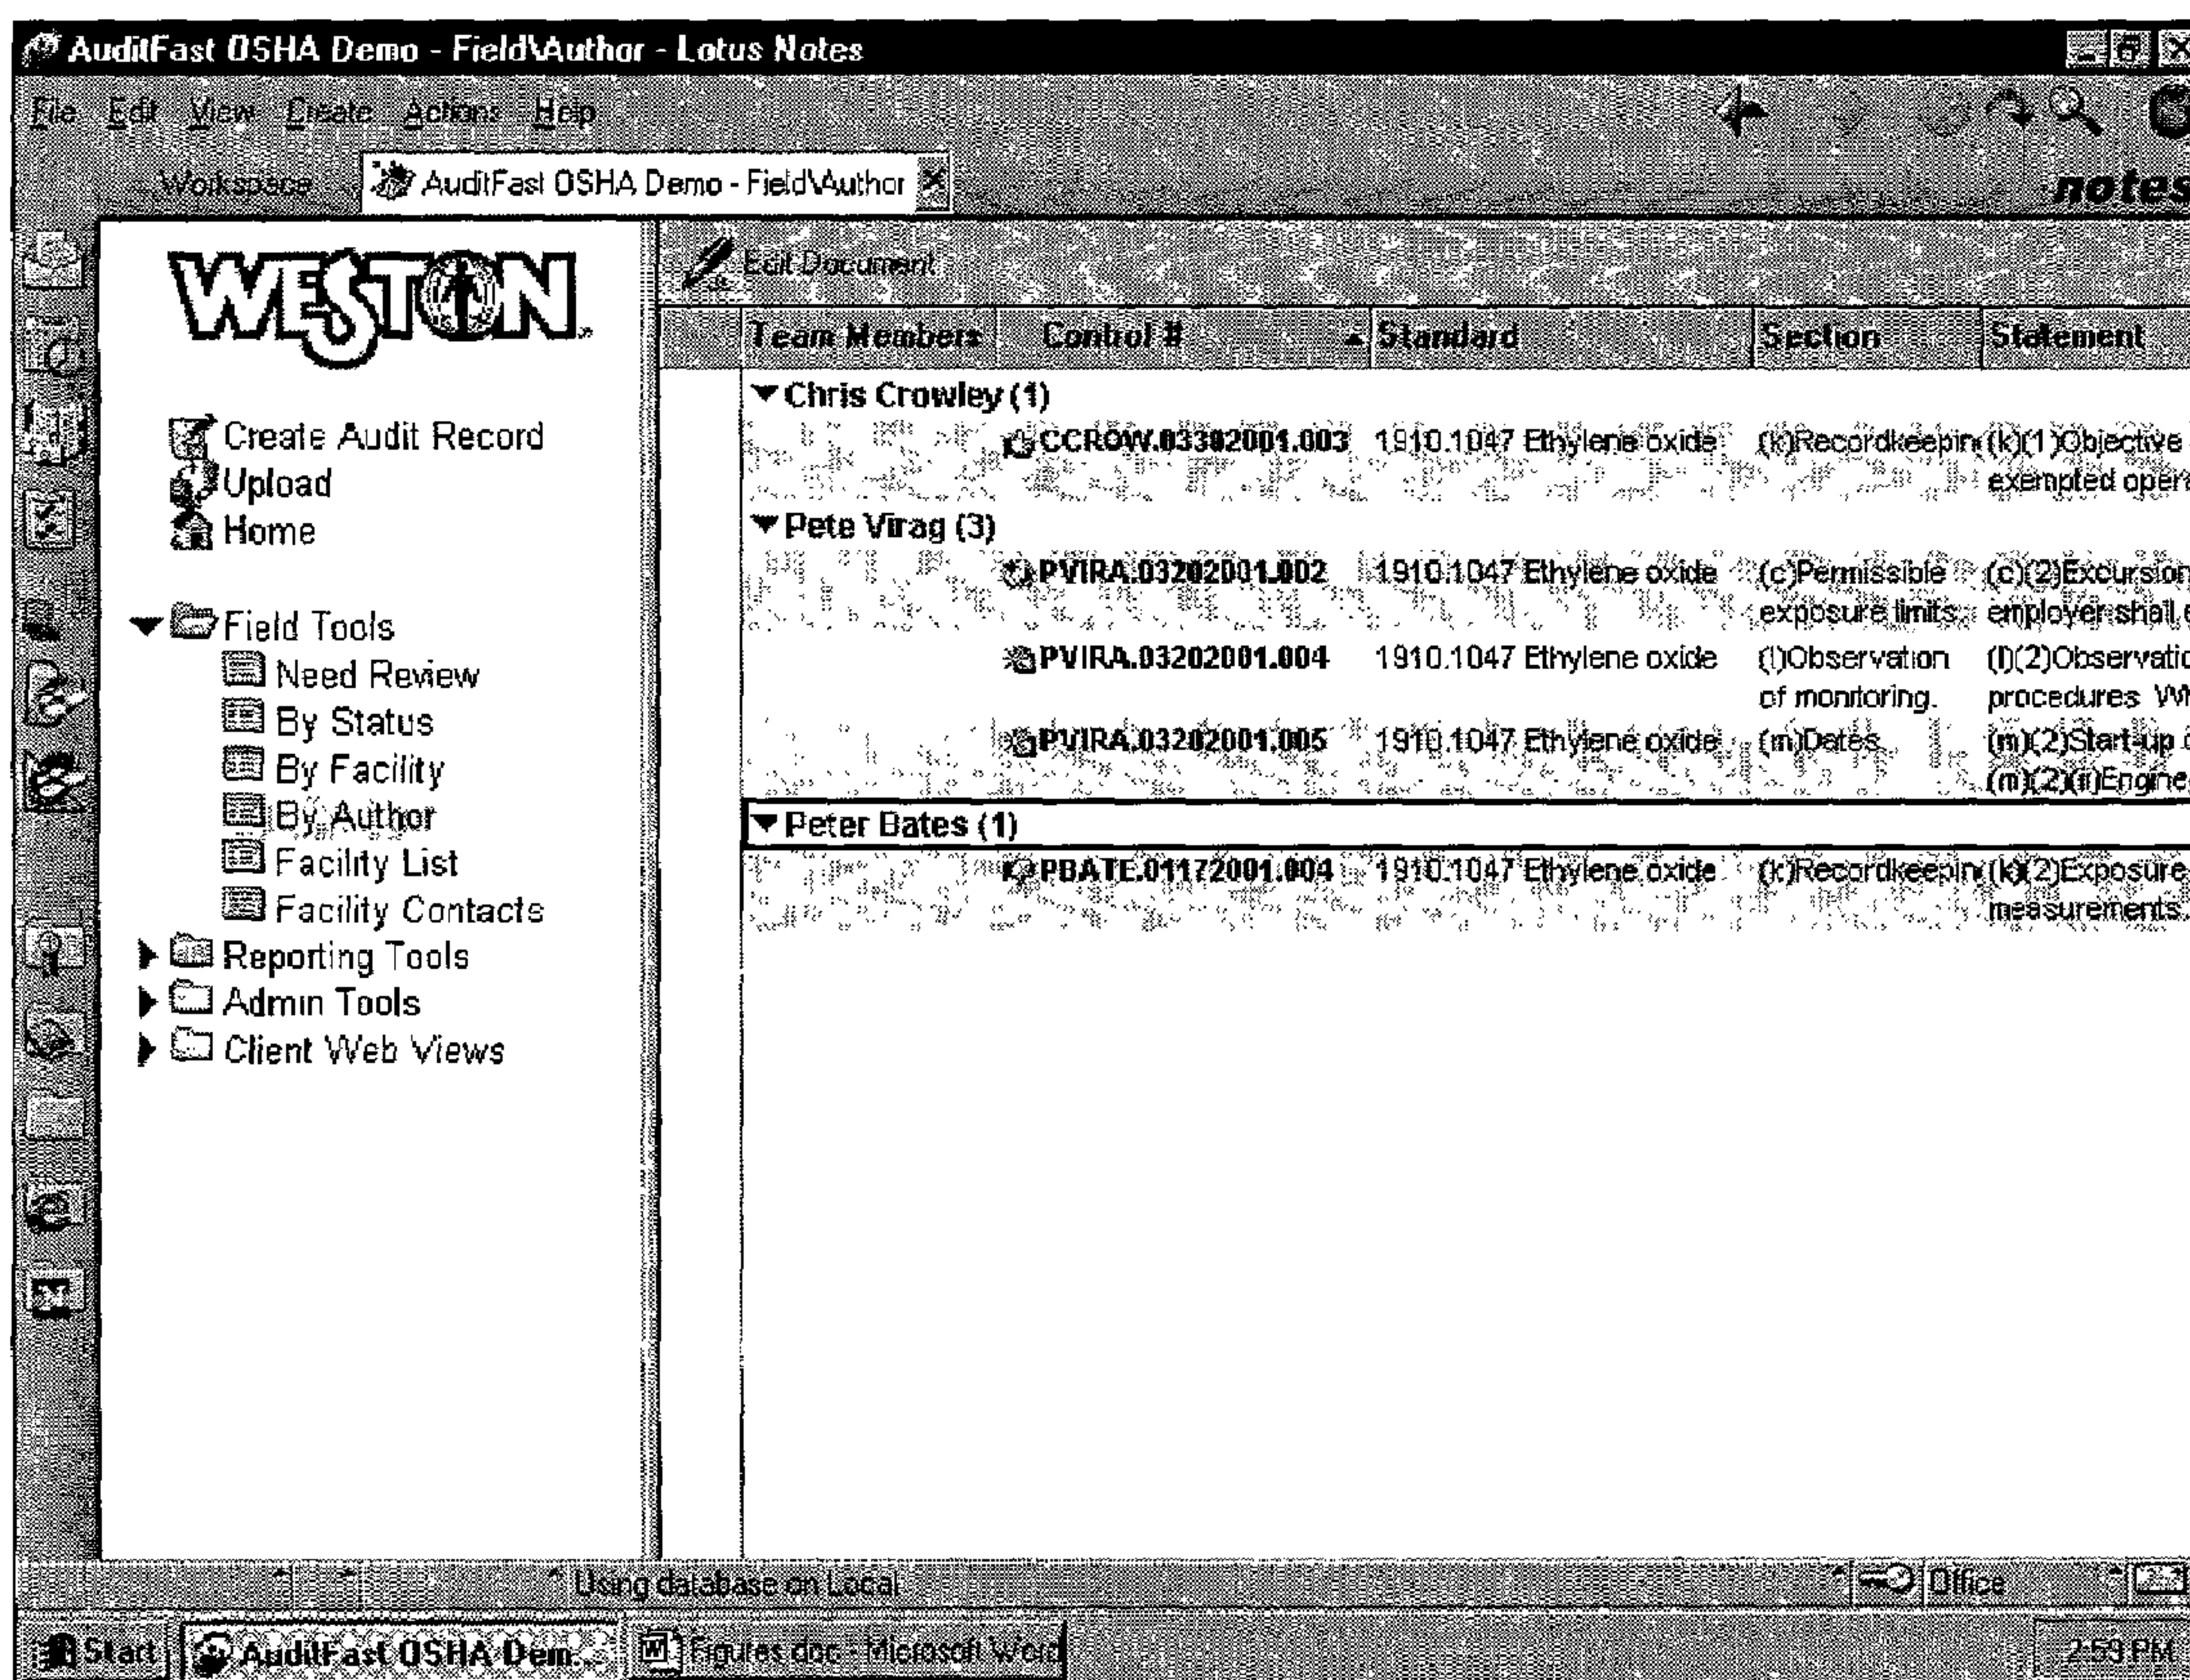 AuditFast OSHA Demo - Field\Author - Lotus Notes
File Edit View Create Actions Help
Workspace AuditFast OSHA Demo - Field\Author
notes
WESTON
Edit Document
Team Members Control # Standard Section Statement
Create Audit Record
Upload
Home
Field Tools
Need Review
By Status
By Facility
By Author
Facility List
Facility Contacts
Reporting Tools
Admin Tools
Client Web Views
Chris Crowley (1)
CCROW.03302001.003 1910.1047 Ethylene oxide (k)Recordkeepin (k)(1)Objective
exempted opera
Pete Virag (3)
PVIRA.03202001.002 1910.1047 Ethylene oxide (c)Permissible (c)(2)Excursion
exposure limits. employer shall e
PVIRA.03202001.004 1910.1047 Ethylene oxide (l)Observation (l)(2)Observatio
of monitoring. procedures Wh
PVIRA.03202001.005 1910.1047 Ethylene oxide (m)Dates (m)(2)Start-up d
(m)(2)(ii)Enginee
Peter Bates (1)
PBATE.01172001.004 1910.1047 Ethylene oxide (k)Recordkeepin (k)(2)Exposure
measurements.
Using database on Local Office
Start AuditFast OSHA Dem... Figures doc - Microsoft Word 2:59 PM